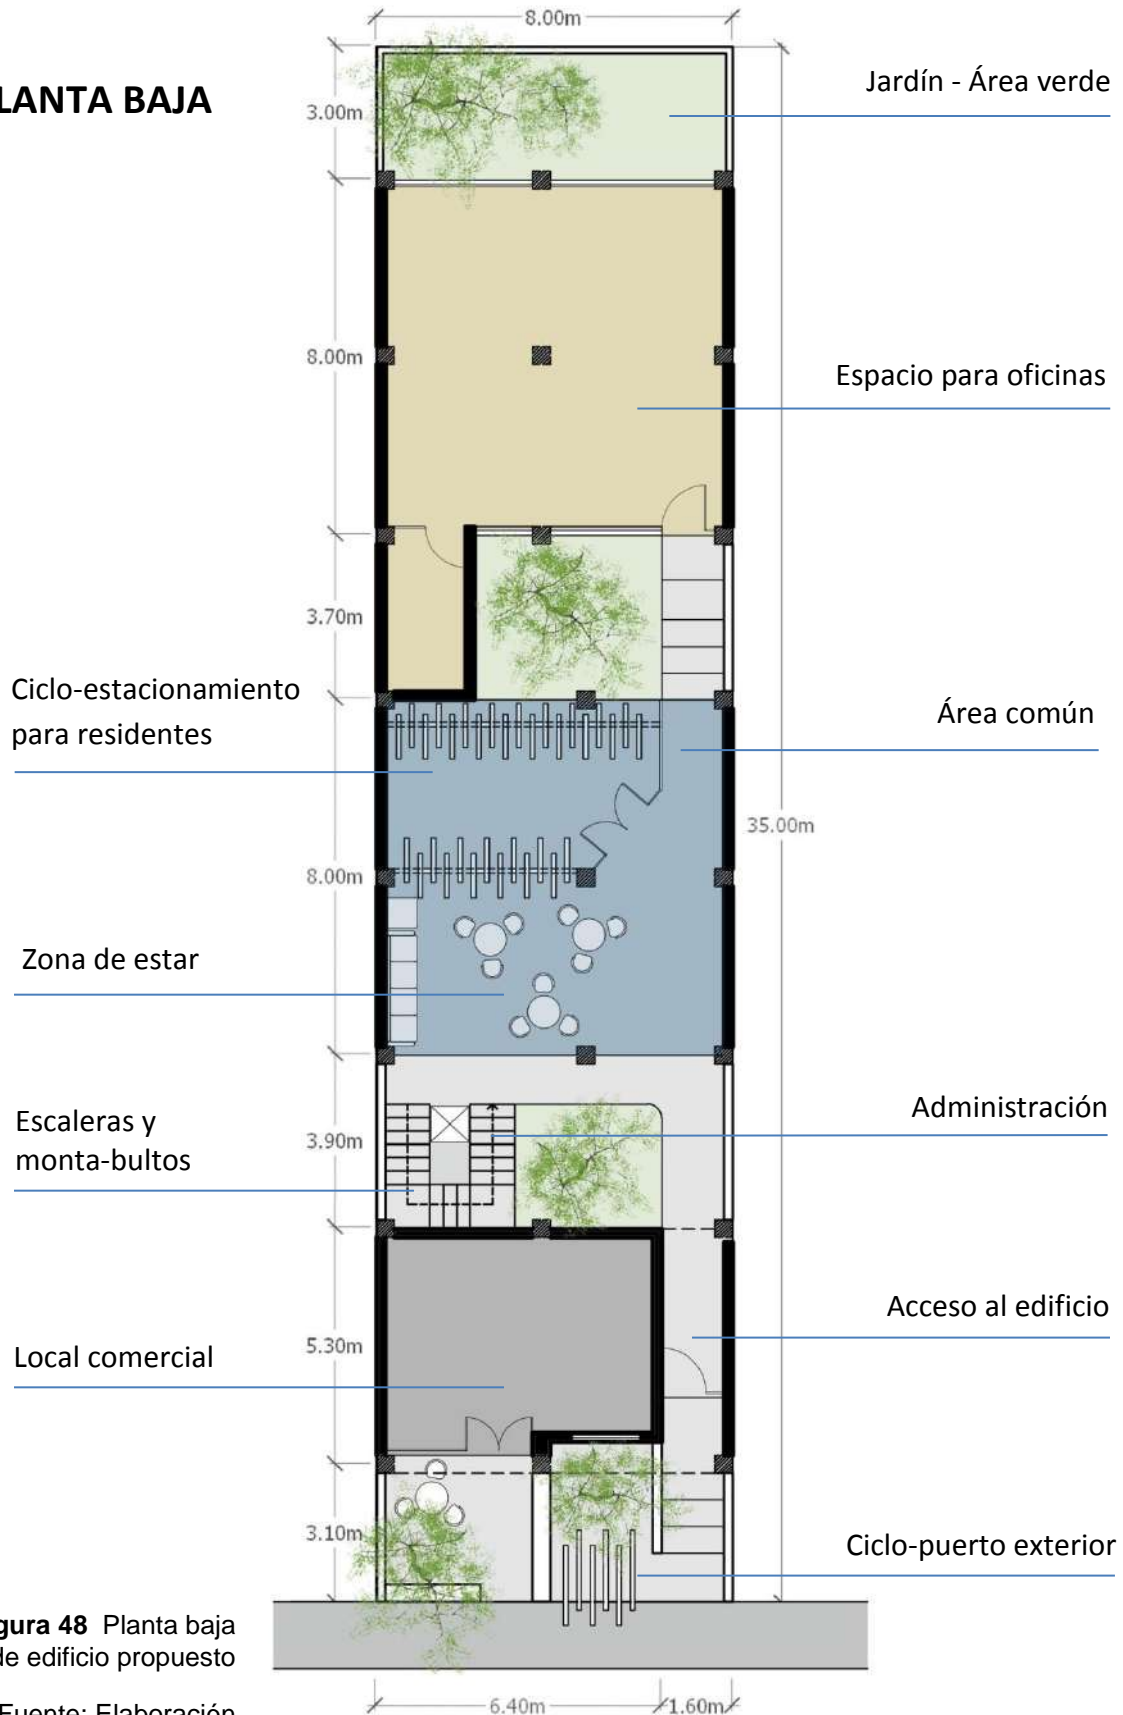 8.00m
LANTA BAJA
Jardín - Área verde
3.00m
8.00m
Espacio para oficinas
3.70m
Ciclo-estacionamiento
para residentes
Área común
35.00m
8.00m
Zona de estar
Escaleras y
monta-bultos
3.90m
Administración
Acceso al edificio
5.30m
Local comercial
3.10m
Ciclo-puerto exterior
gura 48 Planta baja
de edificio propuesto
Fuente: Elaboración
6.40m
1.60m